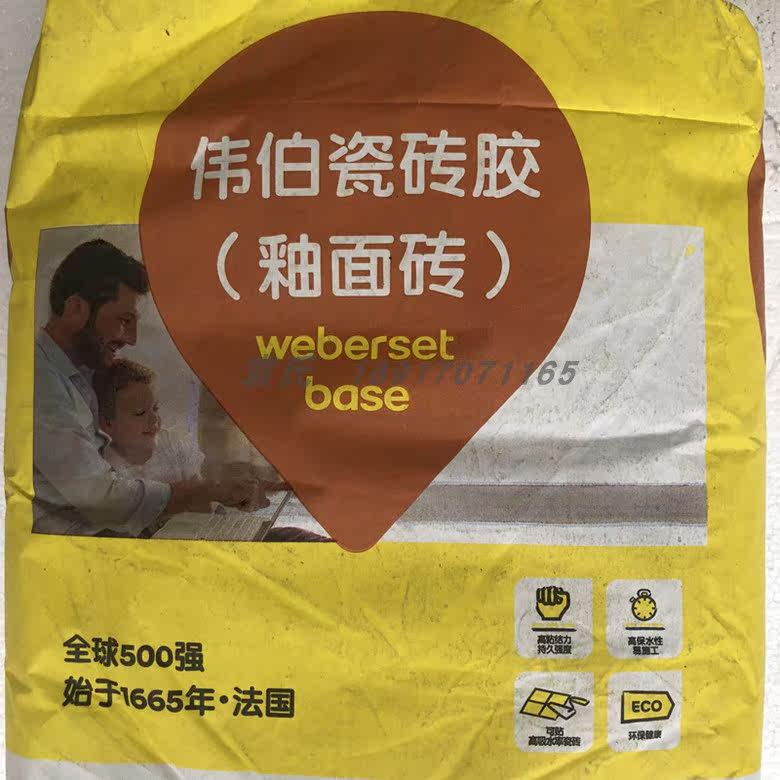 伟伯瓷砖胶
（釉面砖）
weberset
base
全球500强
始于1665年·法国
高粘结力
持久强度
高保水性
易施工
可贴
高吸水率瓷砖
ECO
环保健康